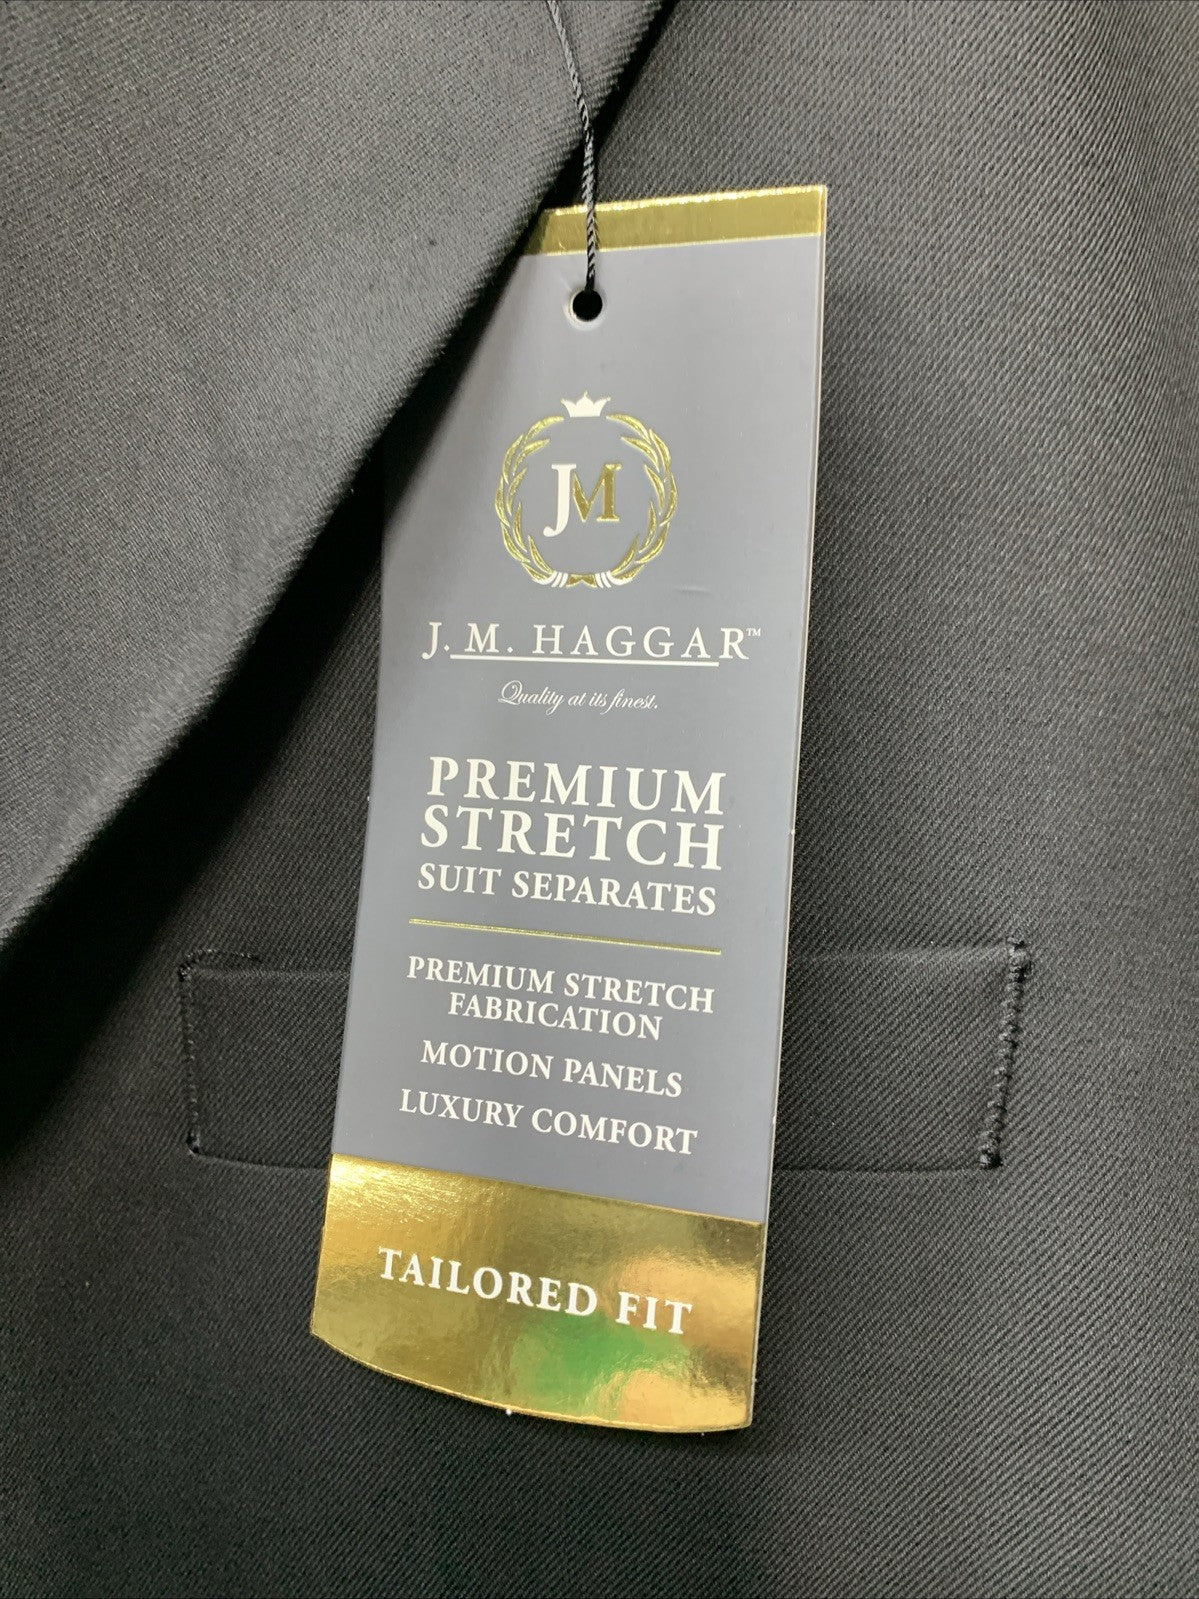 JM
J. M. HAGGAR™
Quality at its finest.
PREMIUM
STRETCH
SUIT SEPARATES
PREMIUM STRETCH
FABRICATION
MOTION PANELS
LUXURY COMFORT
TAILORED FIT